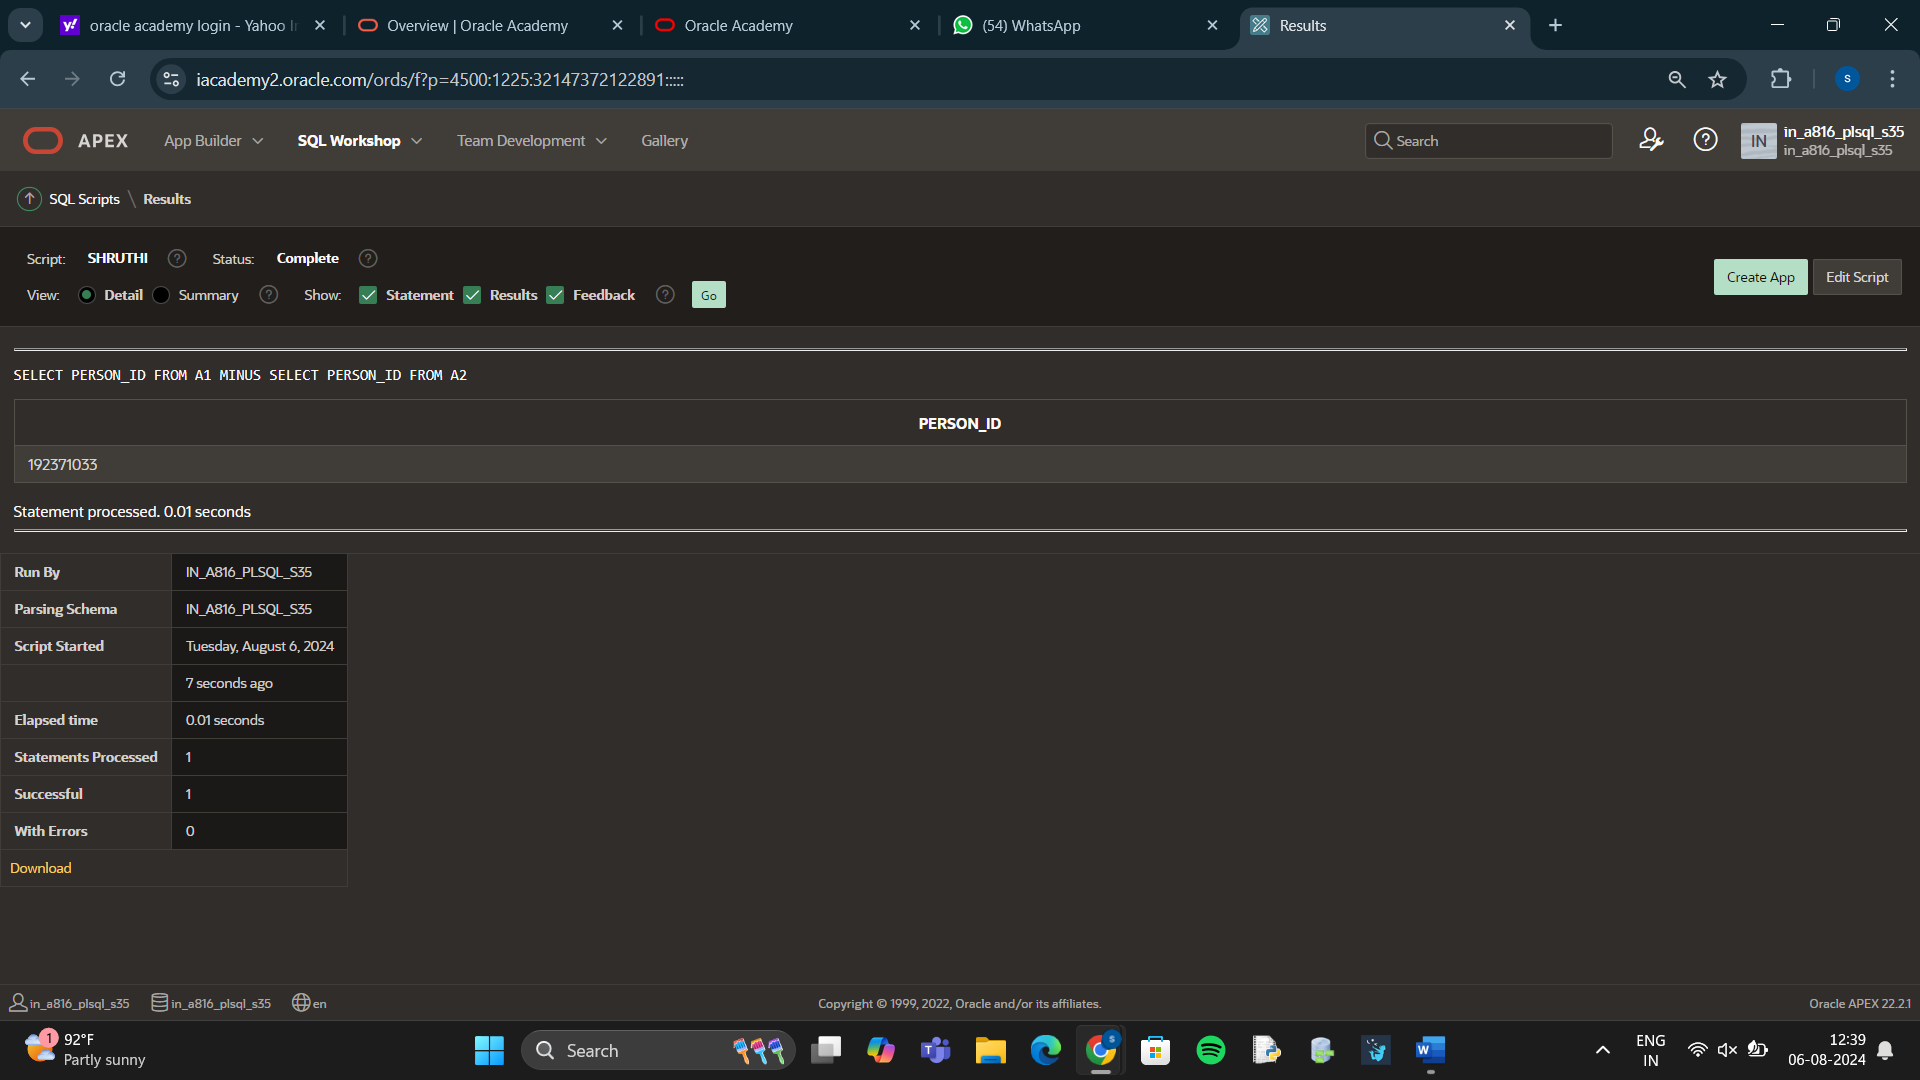 oracle academy login - Yahoo I
Overview | Oracle Academy
Oracle Academy
(54) WhatsApp
Results
iacademy2.oracle.com/ords/f?p=4500:1225:32147372122891:::::
S
APEX
App Builder
SQL Workshop
Team Development
Gallery
Search
IN
in_a816_plsql_s35
in_a816_plsql_s35
SQL Scripts \ Results
Script: SHRUTHI ? Status: Complete ?
View: Detail Summary ? Show: Statement Results Feedback ? Go
Create App
Edit Script
SELECT PERSON_ID FROM A1 MINUS SELECT PERSON_ID FROM A2
PERSON_ID
192371033
Statement processed. 0.01 seconds
Run By IN_A816_PLSQL_S35
Parsing Schema IN_A816_PLSQL_S35
Script Started Tuesday, August 6, 2024
7 seconds ago
Elapsed time 0.01 seconds
Statements Processed 1
Successful 1
With Errors 0
Download
in_a816_plsql_s35 in_a816_plsql_s35 en
Copyright © 1999, 2022, Oracle and/or its affiliates.
Oracle APEX 22.2.1
1
92°F
Partly sunny
Search
ENG
IN
12:39
06-08-2024